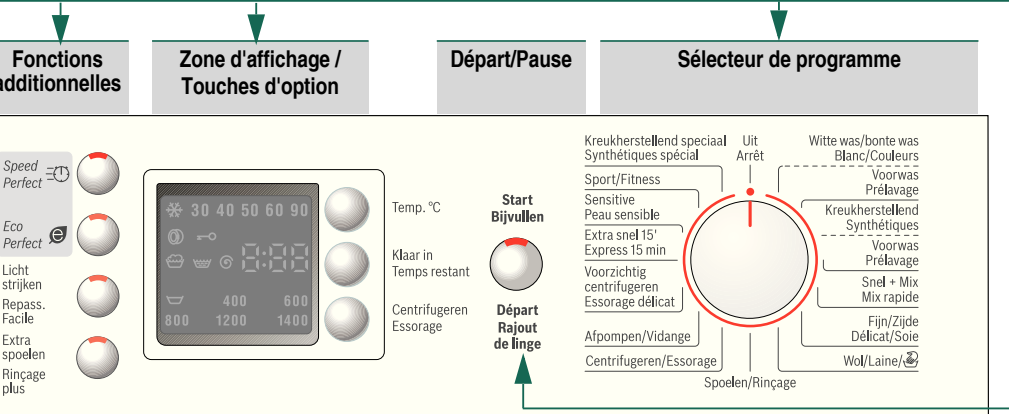 Fonctions
additionnelles
Zone d'affichage /
Touches d'option
Départ/Pause
Sélecteur de programme
Speed
Perfect
Eco
Perfect
Licht
strijken
Repass.
Facile
Extra
spoelen
Rinçage
plus
30 40 50 60 90
8:88
400 600
800 1200 1400
Temp. °C
Klaar in
Temps restant
Centrifugeren
Essorage
Start
Bijvullen
Départ
Rajout
de linge
Kreukherstellend speciaal
Synthétiques spécial
Sport/Fitness
Sensitive
Peau sensible
Extra snel 15'
Express 15 min
Voorzichtig
centrifugeren
Essorage délicat
Afpompen/Vidange
Centrifugeren/Essorage
Uit
Arrêt
Witte was/bonte was
Blanc/Couleurs
Voorwas
Prélavage
Kreukherstellend
Synthétiques
Voorwas
Prélavage
Snel + Mix
Mix rapide
Fijn/Zijde
Délicat/Soie
Wol/Laine/
Spoelen/Rinçage